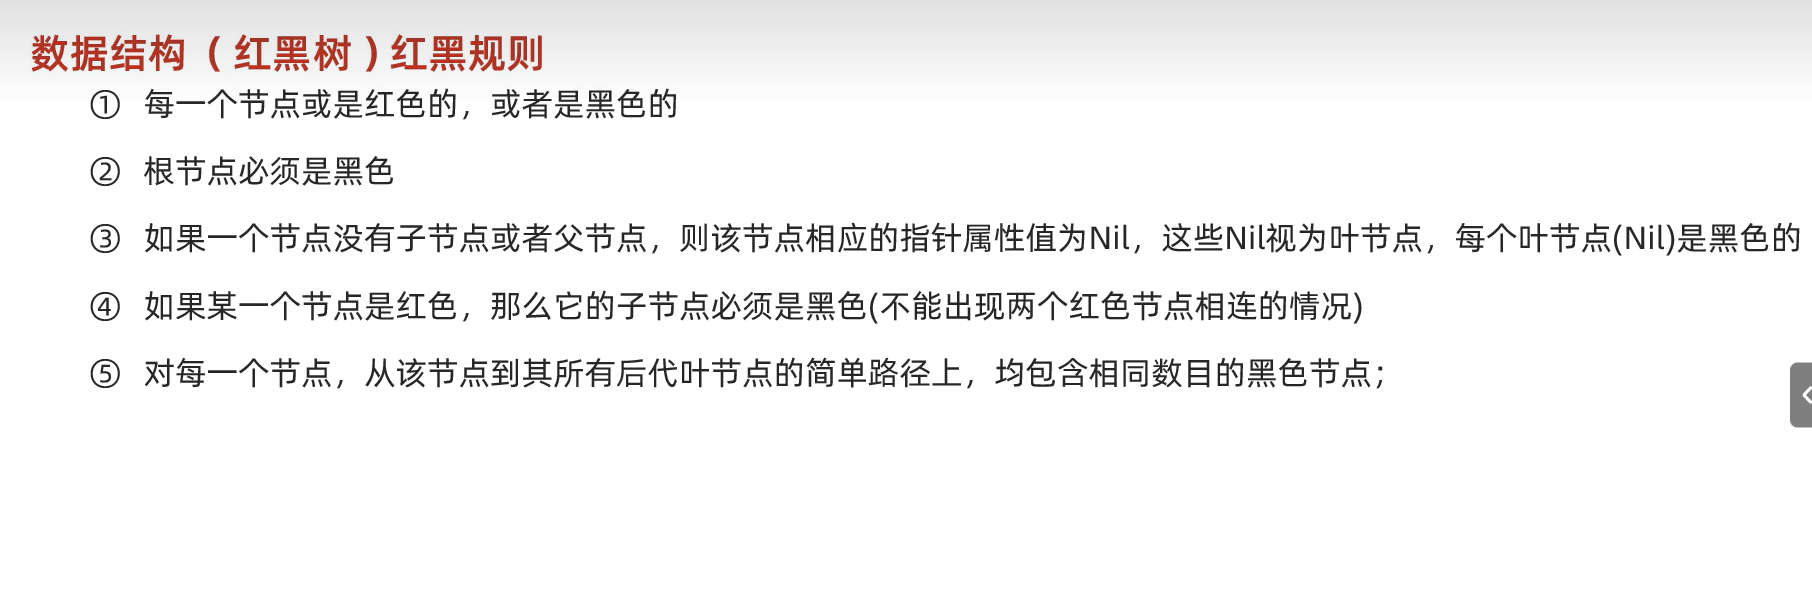 数据结构（红黑树）红黑规则
① 每一个节点或是红色的，或者是黑色的
② 根节点必须是黑色
③ 如果一个节点没有子节点或者父节点，则该节点相应的指针属性值为Nil，这些Nil视为叶节点，每个叶节点(Nil)是黑色的
④ 如果某一个节点是红色，那么它的子节点必须是黑色(不能出现两个红色节点相连的情况)
⑤ 对每一个节点，从该节点到其所有后代叶节点的简单路径上，均包含相同数目的黑色节点；